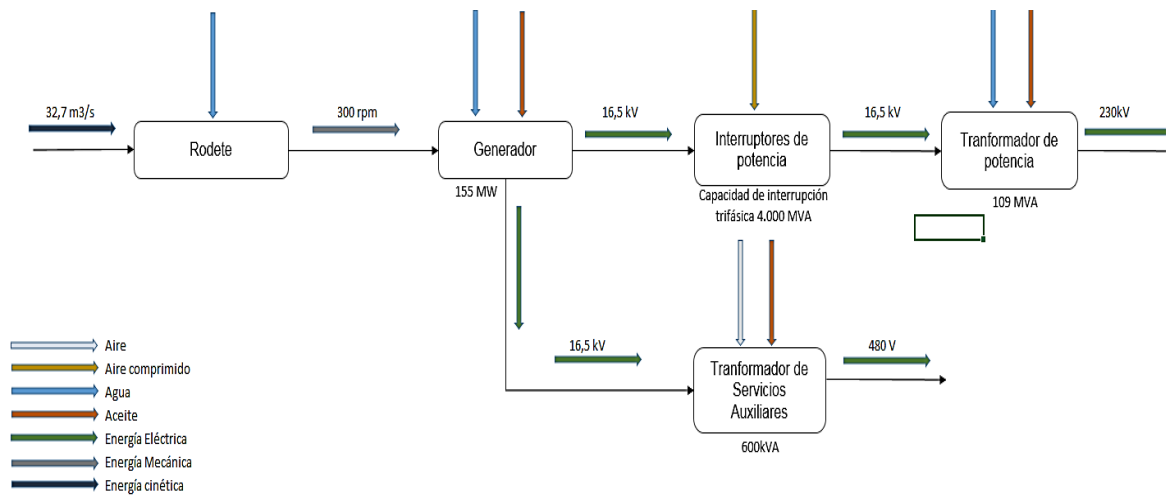 32,7 m3/s
Rodete
300 rpm
Generador
155 MW
16,5 kV
Interruptores de
potencia
Capacidad de interrupción
trifásica 4.000 MVA
16,5 kV
Tranformador de
potencia
109 MVA
230kV
16,5 kV
Tranformador de
Servicios
Auxiliares
600kVA
480 V
Aire
Aire comprimido
Agua
Aceite
Energía Eléctrica
Energía Mecánica
Energía cinética